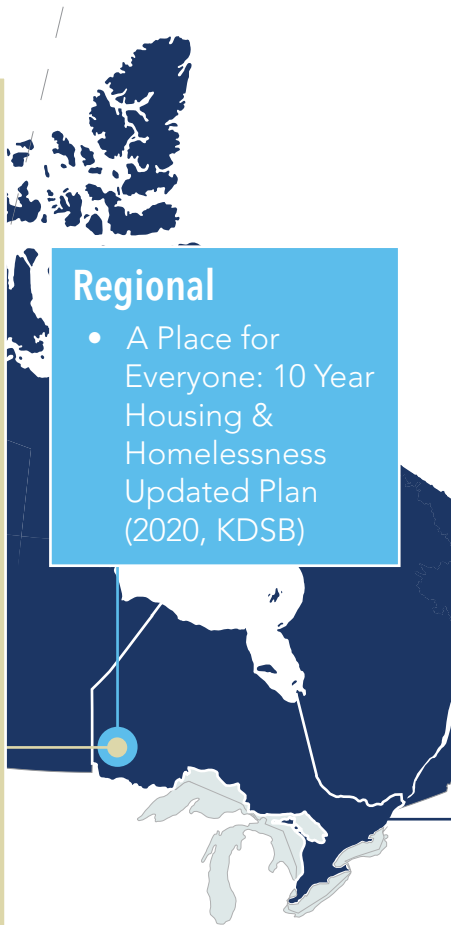 Regional
• A Place for
Everyone: 10 Year
Housing &
Homelessness
Updated Plan
(2020, KDSB)